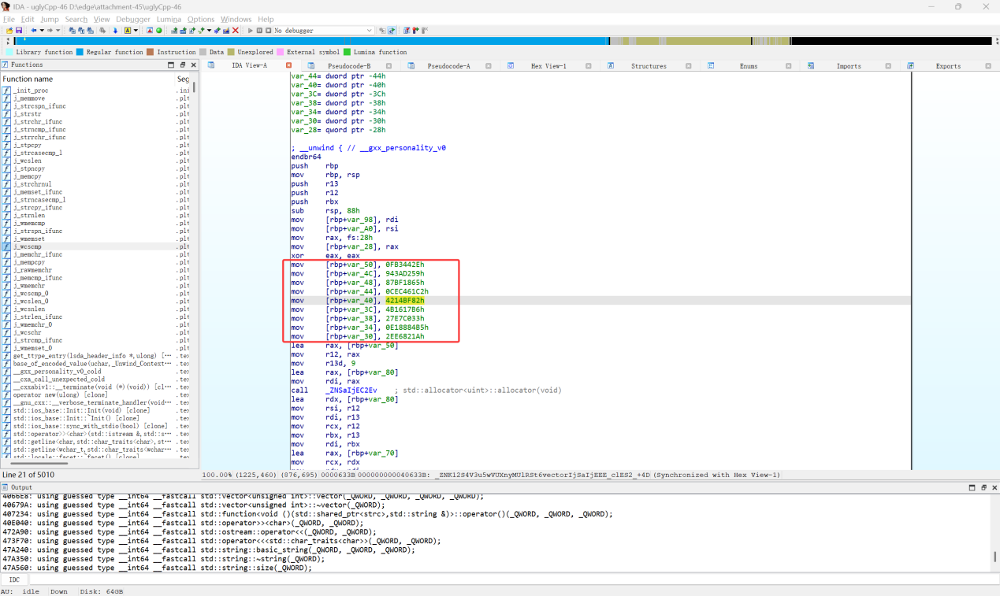 IDA - uglyCpp-46 D:\edge\attachment-45\uglyCpp-46
File Edit Jump Search View Debugger Lumina Options Windows Help
No debugger
Library function Regular function Instruction Data Unexplored External symbol Lumina function
Functions
IDA View-A Pseudocode-B Pseudocode-A Hex View-1 Structures Enums Imports Exports
Function name Seg
_init_proc .ini
j_memmove .plt
j_strcspn_ifunc .plt
j_strstr .plt
j_strchr_ifunc .plt
j_strncmp_ifunc .plt
j_strrchr_ifunc .plt
j_stpcpy .plt
j_strcasecmp_l .plt
j_wcslen .plt
j_stpncpy .plt
j_memcpy .plt
j_strchrnul .plt
j_memset_ifunc .plt
j_strncasecmp_l .plt
j_strcpy_ifunc .plt
j_strnlen .plt
j_wmemcmp .plt
j_strspn_ifunc .plt
j_wmemset .plt
j_wcscmp .plt
j_memchr_ifunc .plt
j_mempcpy .plt
j_rawmemchr .plt
j_memcmp_ifunc .plt
j_wmemchr .plt
j_wcscmp_0 .plt
j_wcslen_0 .plt
j_wcsnlen .plt
j_strlen_ifunc .plt
j_wmemchr_0 .plt
j_wcschr .plt
j_strcmp_ifunc .plt
j_wmemset_0 .plt
get_ttype_entry(lsda_header_info *,ulong) [… .tex
base_of_encoded_value(uchar,_Unwind_Context… .tex
__gxx_personality_v0_cold .tex
__cxa_call_unexpected_cold .tex
__cxxabiv1::__terminate(void (*)(void)) [cl… .tex
operator new(ulong) [clone] .tex
__gnu_cxx::__verbose_terminate_handler(void… .tex
std::ios_base::Init::Init(void) [clone] .tex
std::ios_base::Init::~Init() [clone] .tex
std::ios_base::sync_with_stdio(bool) [clone] .tex
std::operator>><char>(std::istream &,std::s… .tex
std::getline<char,std::char_traits<char>,st… .tex
std::getline<wchar_t,std::char_traits<wchar… .tex
std::locale::facet::~facet() [clone] .tex
Line 21 of 5010
var_44= dword ptr -44h
var_40= dword ptr -40h
var_3C= dword ptr -3Ch
var_38= dword ptr -38h
var_34= dword ptr -34h
var_30= dword ptr -30h
var_28= qword ptr -28h
; __unwind { // __gxx_personality_v0
endbr64
push rbp
mov rbp, rsp
push r13
push r12
push rbx
sub rsp, 88h
mov [rbp+var_98], rdi
mov [rbp+var_A0], rsi
mov rax, fs:28h
mov [rbp+var_28], rax
xor eax, eax
mov [rbp+var_50], 0FB3442Eh
mov [rbp+var_4C], 943AD259h
mov [rbp+var_48], 87BF1865h
mov [rbp+var_44], 0CEC461C2h
mov [rbp+var_40], 4214BF82h
mov [rbp+var_3C], 4B1617B6h
mov [rbp+var_38], 27E7C033h
mov [rbp+var_34], 0E18884B5h
mov [rbp+var_30], 2EE6821Ah
lea rax, [rbp+var_50]
mov r12, rax
mov r13d, 9
lea rax, [rbp+var_80]
mov rdi, rax
call _ZNSaIjEC2Ev ; std::allocator<uint>::allocator(void)
lea rdx, [rbp+var_80]
mov rsi, r12
mov rdi, r13
mov rcx, r12
mov rbx, r13
mov rdi, rbx
lea rax, [rbp+var_70]
mov rcx, rdx
100.00% (1225,460) (876,695) 0000633B 000000000040633B: _ZNK12S4V3u5wVUXnyMUlRSt6vectorIjSaIjEEE_clES2_+4D (Synchronized with Hex View-1)
Output
4066E8: using guessed type __int64 __fastcall std::vector<unsigned int>::vector(_QWORD, _QWORD, _QWORD, _QWORD);
40679A: using guessed type __int64 __fastcall std::vector<unsigned int>::~vector(_QWORD);
407234: using guessed type __int64 __fastcall std::function<void ()(std::shared_ptr<strc>,std::string &)>::operator()(_QWORD, _QWORD, _QWORD);
40E040: using guessed type __int64 __fastcall std::operator>><char>(_QWORD, _QWORD);
472A90: using guessed type __int64 __fastcall std::ostream::operator<<(_QWORD, _QWORD);
473F70: using guessed type __int64 __fastcall std::operator<<<std::char_traits<char>>(_QWORD, _QWORD);
47A240: using guessed type __int64 __fastcall std::string::basic_string(_QWORD, _QWORD, _QWORD);
47A350: using guessed type __int64 __fastcall std::string::~string(_QWORD);
47A560: using guessed type __int64 __fastcall std::string::size(_QWORD);
IDC
AU: idle Down Disk: 64GB